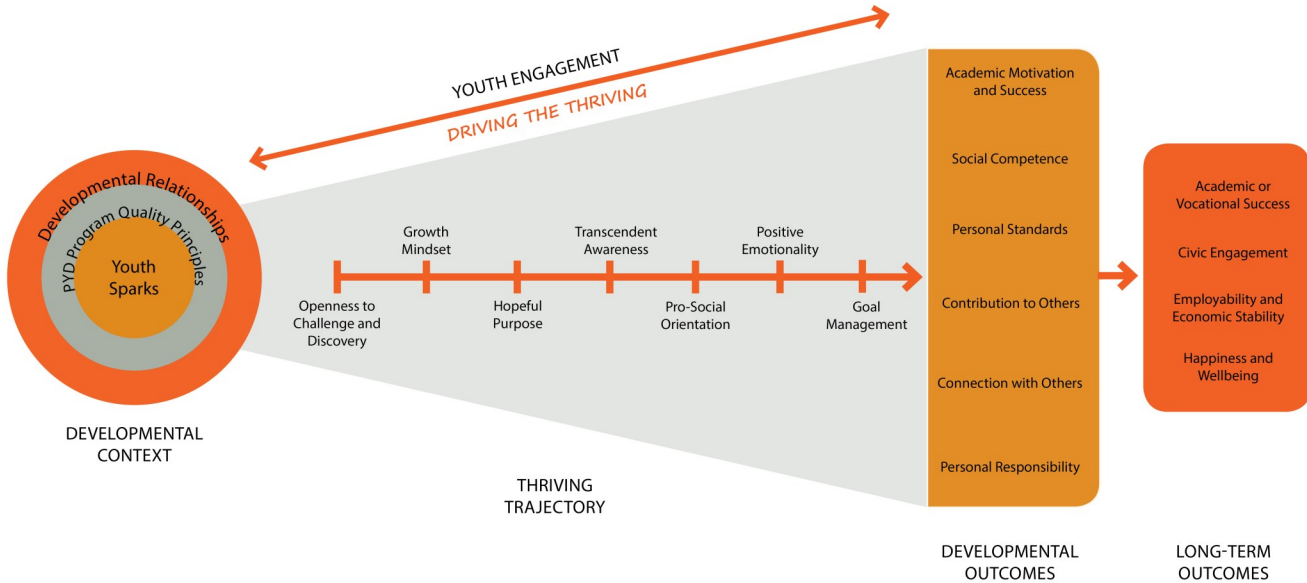 YOUTH ENGAGEMENT
DRIVING THE THRIVING
Developmental Relationships
PYD Program Quality Principles
Youth
Sparks
DEVELOPMENTAL
CONTEXT
Growth
Mindset
Transcendent
Awareness
Positive
Emotionality
Openness to
Challenge and
Discovery
Hopeful
Purpose
Pro-Social
Orientation
Goal
Management
THRIVING
TRAJECTORY
Academic Motivation
and Success
Social Competence
Personal Standards
Contribution to Others
Connection with Others
Personal Responsibility
DEVELOPMENTAL
OUTCOMES
Academic or
Vocational Success
Civic Engagement
Employability and
Economic Stability
Happiness and
Wellbeing
LONG-TERM
OUTCOMES